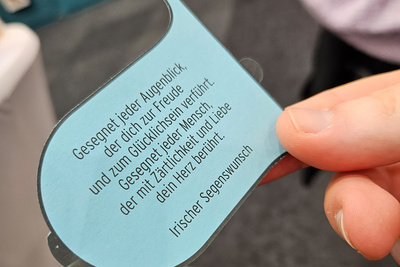 Gesegnet jeder Augenblick,
der dich zur Freude
und zum Glücklichsein verführt.
Gesegnet jeder Mensch,
der mit Zärtlichkeit und Liebe
dein Herz berührt.
Irischer Segenswunsch